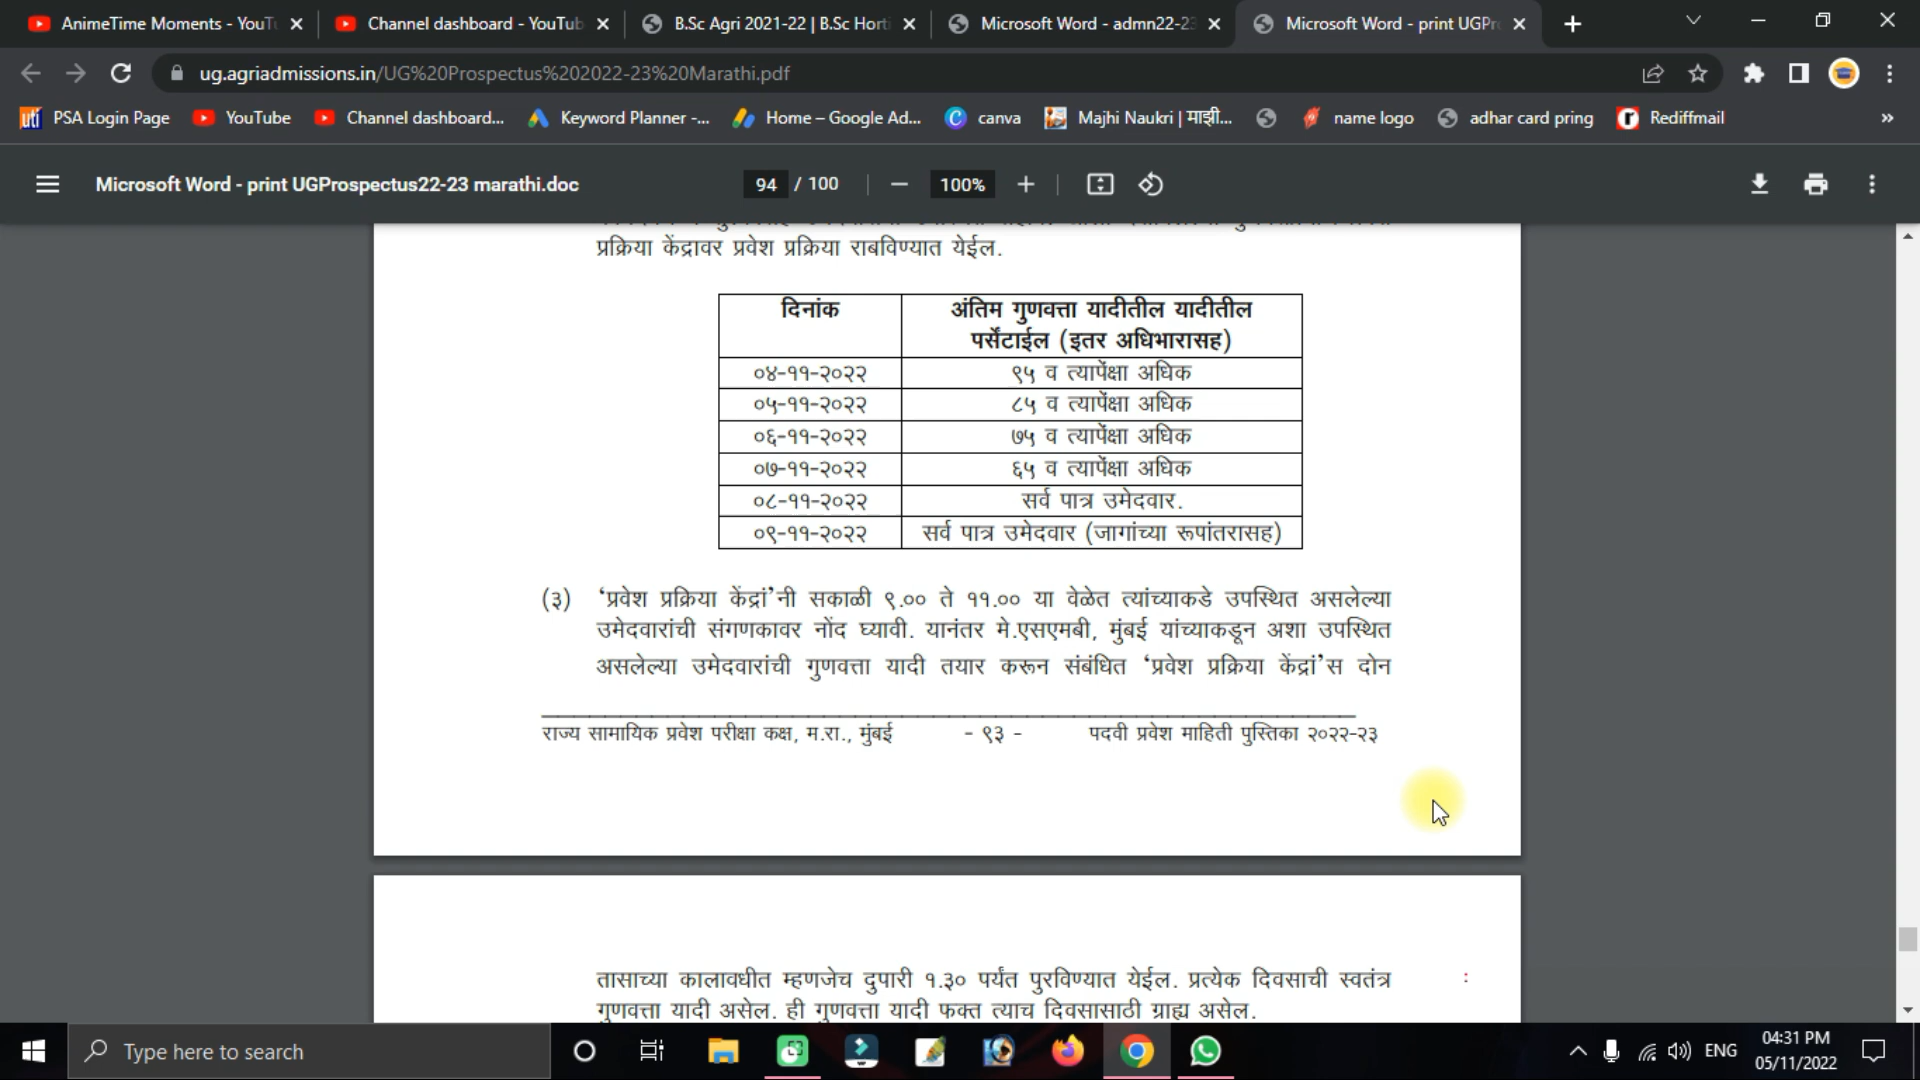 AnimeTime Moments - YouT
Channel dashboard - YouTub
B.Sc Agri 2021-22 | B.Sc Horti
Microsoft Word - admn22-23
Microsoft Word - print UGPr
ug.agriadmissions.in/UG%20Prospectus%202022-23%20Marathi.pdf
uti PSA Login Page
YouTube
Channel dashboard...
Keyword Planner -...
Home – Google Ad...
C canva
Majhi Naukri | माझी...
name logo
adhar card pring
Rediffmail
»
Microsoft Word - print UGProspectus22-23 marathi.doc
94 / 100
100%
प्रक्रिया केंद्रावर प्रवेश प्रक्रिया राबविण्यात येईल.
दिनांक
अंतिम गुणवत्ता यादीतील यादीतील
पर्सेंटाईल (इतर अधिभारासह)
०४-११-२०२२ ९५ व त्यापेंक्षा अधिक
०५-११-२०२२ ८५ व त्यापेंक्षा अधिक
०६-११-२०२२ ७५ व त्यापेंक्षा अधिक
०७-११-२०२२ ६५ व त्यापेंक्षा अधिक
०८-११-२०२२ सर्व पात्र उमेदवार.
०९-११-२०२२ सर्व पात्र उमेदवार (जागांच्या रूपांतरासह)
(३) ‘प्रवेश प्रक्रिया केंद्रां’नी सकाळी ९.०० ते ११.०० या वेळेत त्यांच्याकडे उपस्थित असलेल्या
उमेदवारांची संगणकावर नोंद घ्यावी. यानंतर मे.एसएमबी, मुंबई यांच्याकडून अशा उपस्थित
असलेल्या उमेदवारांची गुणवत्ता यादी तयार करून संबंधित ‘प्रवेश प्रक्रिया केंद्रां’स दोन
राज्य सामायिक प्रवेश परीक्षा कक्ष, म.रा., मुंबई - ९३ - पदवी प्रवेश माहिती पुस्तिका २०२२-२३
तासाच्या कालावधीत म्हणजेच दुपारी १.३० पर्यंत पुरविण्यात येईल. प्रत्येक दिवसाची स्वतंत्र :
गुणवत्ता यादी असेल. ही गुणवत्ता यादी फक्त त्याच दिवसासाठी ग्राह्य असेल.
Type here to search
ENG
04:31 PM
05/11/2022